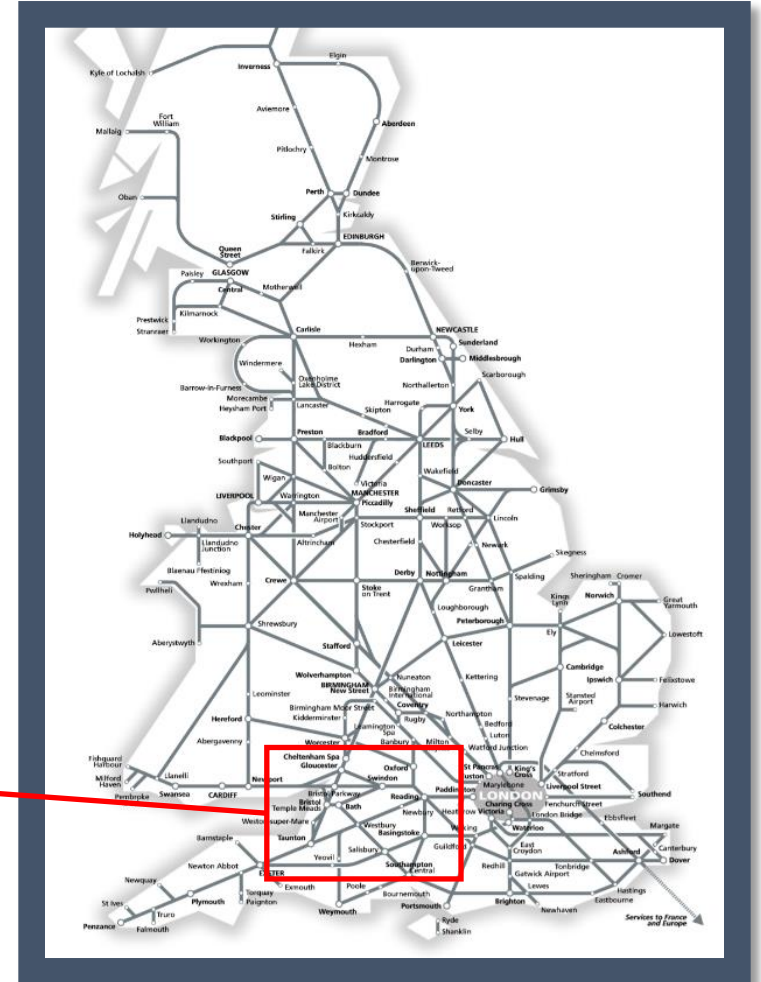 Elgin
Inverness
Kyle of Lochalsh
Aviemore
Fort
William
Aberdeen
Mallaig
Pitlochry
Montrose
Perth
Dundee
Oban
Stirling
Kirkcaldy
EDINBURGH
Queen
Street
Falkirk
Berwick-
upon-Tweed
Paisley
GLASGOW
Central
Motherwell
Prestwick
Kilmarnock
Stranraer
Carlisle
NEWCASTLE
Workington
Hexham
Sunderland
Durham
Darlington
Middlesbrough
Windermere
Scarborough
Oxenholme
Lake District
Barrow-in-Furness
Northallerton
Morecambe
Heysham Port
Lancaster
Harrogate
Skipton
York
Blackpool
Preston
Bradford
LEEDS
Selby
Hull
Blackburn
Huddersfield
Southport
Bolton
Wakefield
Wigan
Victoria
Doncaster
MANCHESTER
Piccadilly
LIVERPOOL
Warrington
Grimsby
Manchester
Airport
Sheffield
Retford
Llandudno
Chester
Stockport
Worksop
Lincoln
Holyhead
Llandudno
Junction
Altrincham
Chesterfield
Newark
Skegness
Blaenau Ffestiniog
Derby
Nottingham
Spalding
Sheringham
Cromer
Pwllheli
Wrexham
Crewe
Stoke
on Trent
Grantham
Kings
Lynn
Norwich
Great
Yarmouth
Loughborough
Shrewsbury
Peterborough
Ely
Lowestoft
Aberystwyth
Stafford
Leicester
Wolverhampton
Cambridge
BIRMINGHAM
New Street
Nuneaton
Kettering
Ipswich
Felixstowe
Birmingham
International
Leominster
Stansted
Airport
Coventry
Stevenage
Harwich
Birmingham Moor Street
Kidderminster
Hereford
Rugby
Northampton
Colchester
Leamington
Spa
Bedford
Abergavenny
Luton
Worcester
Banbury
Milton
Watford Junction
Chelmsford
Fishguard
Harbour
Cheltenham Spa
Gloucester
Oxford
St Pancras
King's
Cross
Euston
Stratford
Milford
Haven
Llanelli
Newport
Swindon
Marylebone
Liverpool Street
Pembroke
Swansea
CARDIFF
Bristol Parkway
Reading
Paddington
LONDON
Southend
Bristol
Temple Meads
Bath
Newbury
Heathrow
Victoria
Charing Cross
Fenchurch Street
Weston-super-Mare
Westbury
London Bridge
Ebbsfleet
Barnstaple
Basingstoke
Woking
Waterloo
Margate
Taunton
Guildford
East
Croydon
Canterbury
Yeovil
Salisbury
Ashford
Dover
Newton Abbot
Southampton
Central
Redhill
Tonbridge
EXETER
Gatwick Airport
Newquay
Exmouth
Poole
Bournemouth
Lewes
Hastings
St Ives
Plymouth
Torquay
Paignton
Eastbourne
Weymouth
Portsmouth
Brighton
Newhaven
Truro
Ryde
Services to France
and Europe
Penzance
Falmouth
Shanklin